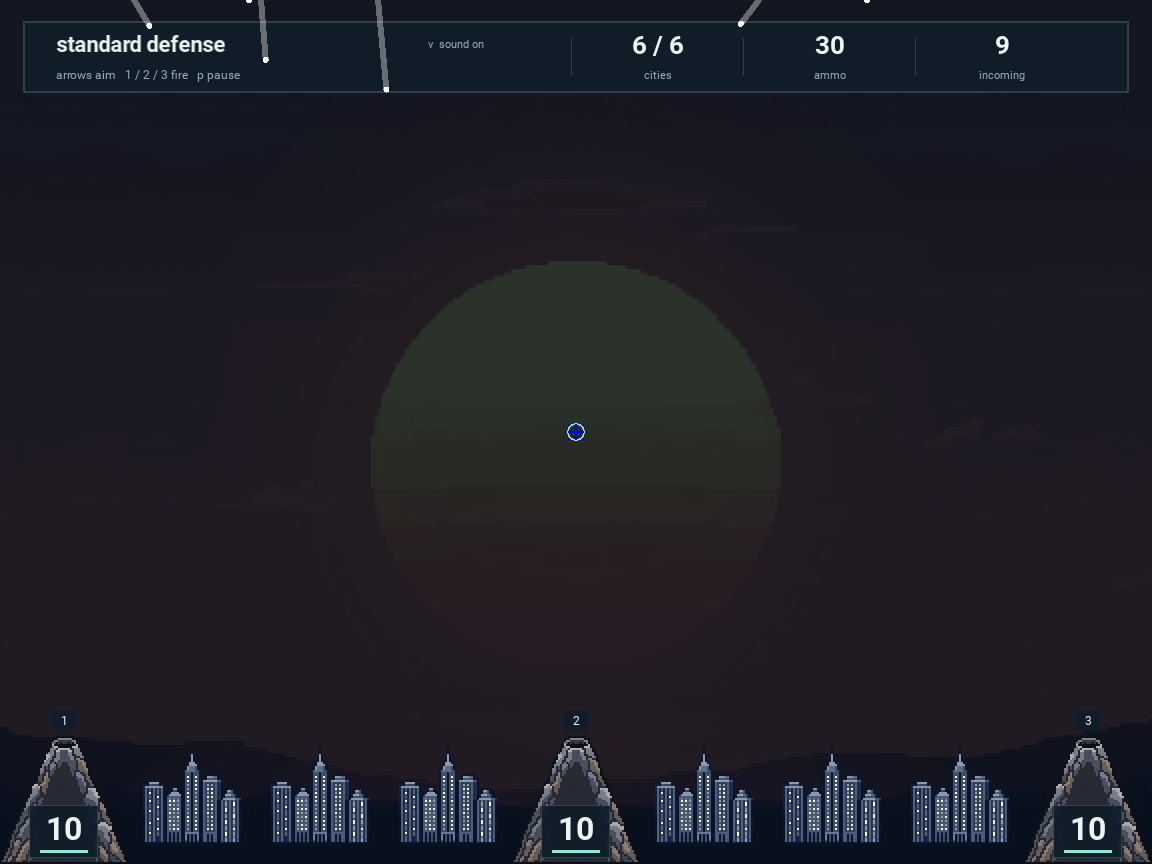 standard defense
arrows aim 1 / 2 / 3 fire p pause
v sound on
6 / 6
cities
30
ammo
9
incoming
1
2
3
10
10
10